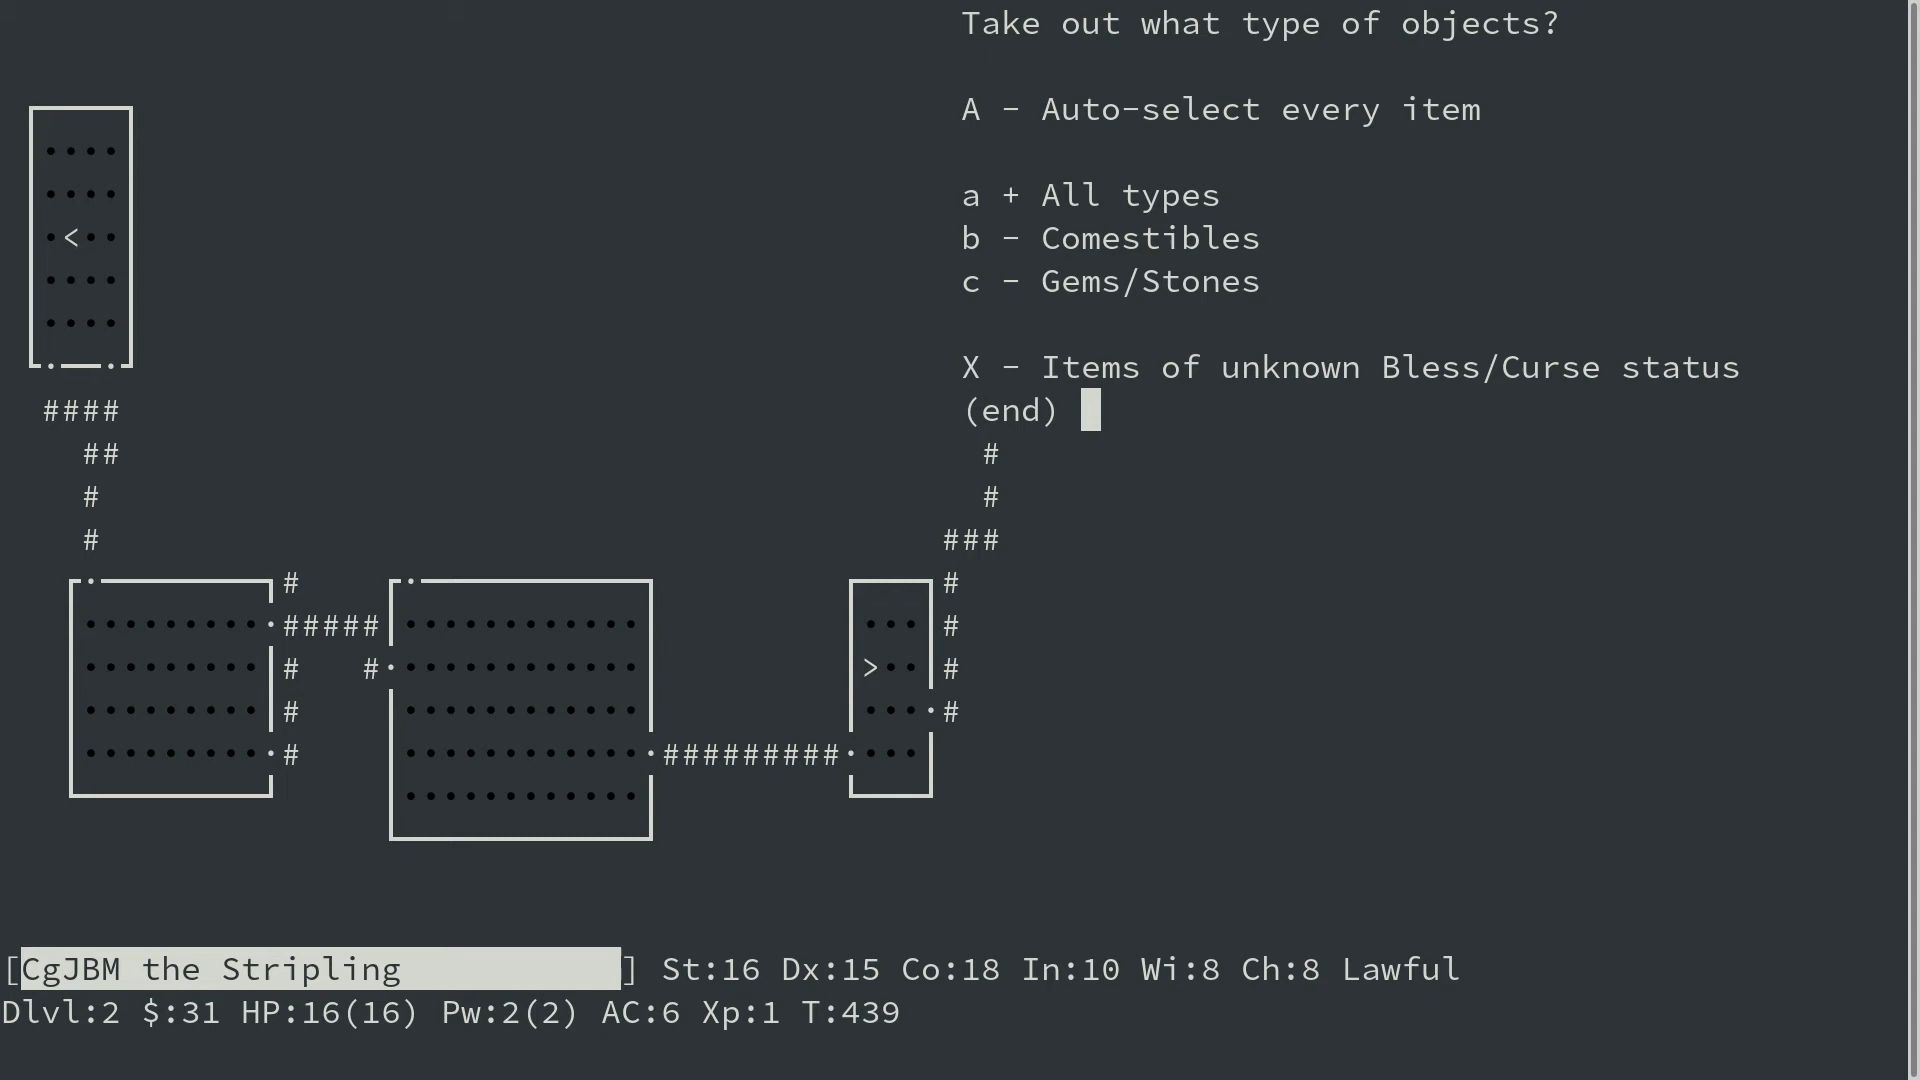 Take out what type of objects?
A - Auto-select every item
a + All types
b - Comestibles
c - Gems/Stones
X - Items of unknown Bless/Curse status
(end)
[CgJBM the Stripling] St:16 Dx:15 Co:18 In:10 Wi:8 Ch:8 Lawful
Dlvl:2 $:31 HP:16(16) Pw:2(2) AC:6 Xp:1 T:439